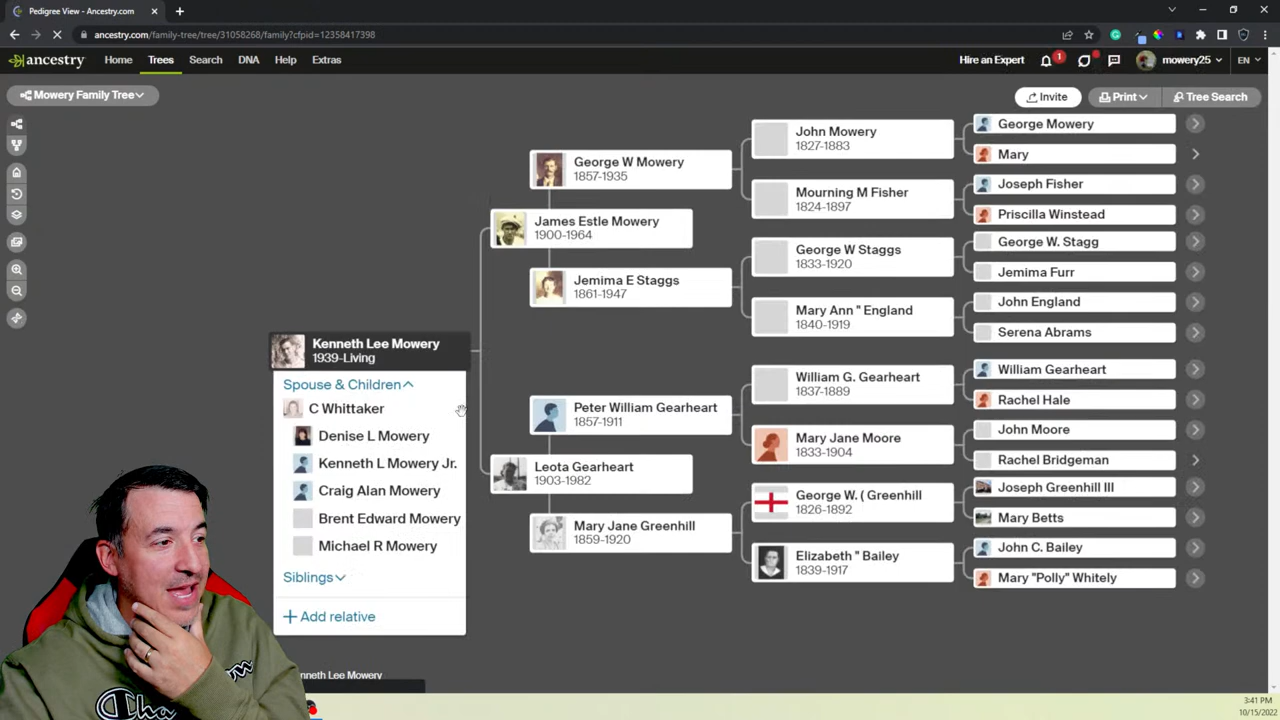 Pedigree View - Ancestry.com
ancestry.com/family-tree/tree/31058268/family?cfpid=12358417398
ancestry Home Trees Search DNA Help Extras Hire an Expert 1 mowery25 EN
Mowery Family Tree Invite Print Tree Search
George Mowery
John Mowery
1827-1883
Mary
George W Mowery
1857-1935
Joseph Fisher
Mourning M Fisher
1824-1897
Priscilla Winstead
James Estle Mowery
1900-1964
George W. Stagg
George W Staggs
1833-1920
Jemima Furr
Jemima E Staggs
1861-1947
John England
Mary Ann " England
1840-1919
Serena Abrams
Kenneth Lee Mowery
1939-Living
William Gearheart
William G. Gearheart
1837-1889
Rachel Hale
Spouse & Children
C Whittaker
Denise L Mowery
Kenneth L Mowery Jr.
Craig Alan Mowery
Brent Edward Mowery
Michael R Mowery
Siblings
Add relative
Peter William Gearheart
1857-1911
John Moore
Mary Jane Moore
1833-1904
Rachel Bridgeman
Leota Gearheart
1903-1982
Joseph Greenhill III
George W. ( Greenhill
1826-1892
Mary Betts
Mary Jane Greenhill
1859-1920
John C. Bailey
Elizabeth " Bailey
1839-1917
Mary "Polly" Whitely
nneth Lee Mowery
Cha
3:41 PM
10/15/2022